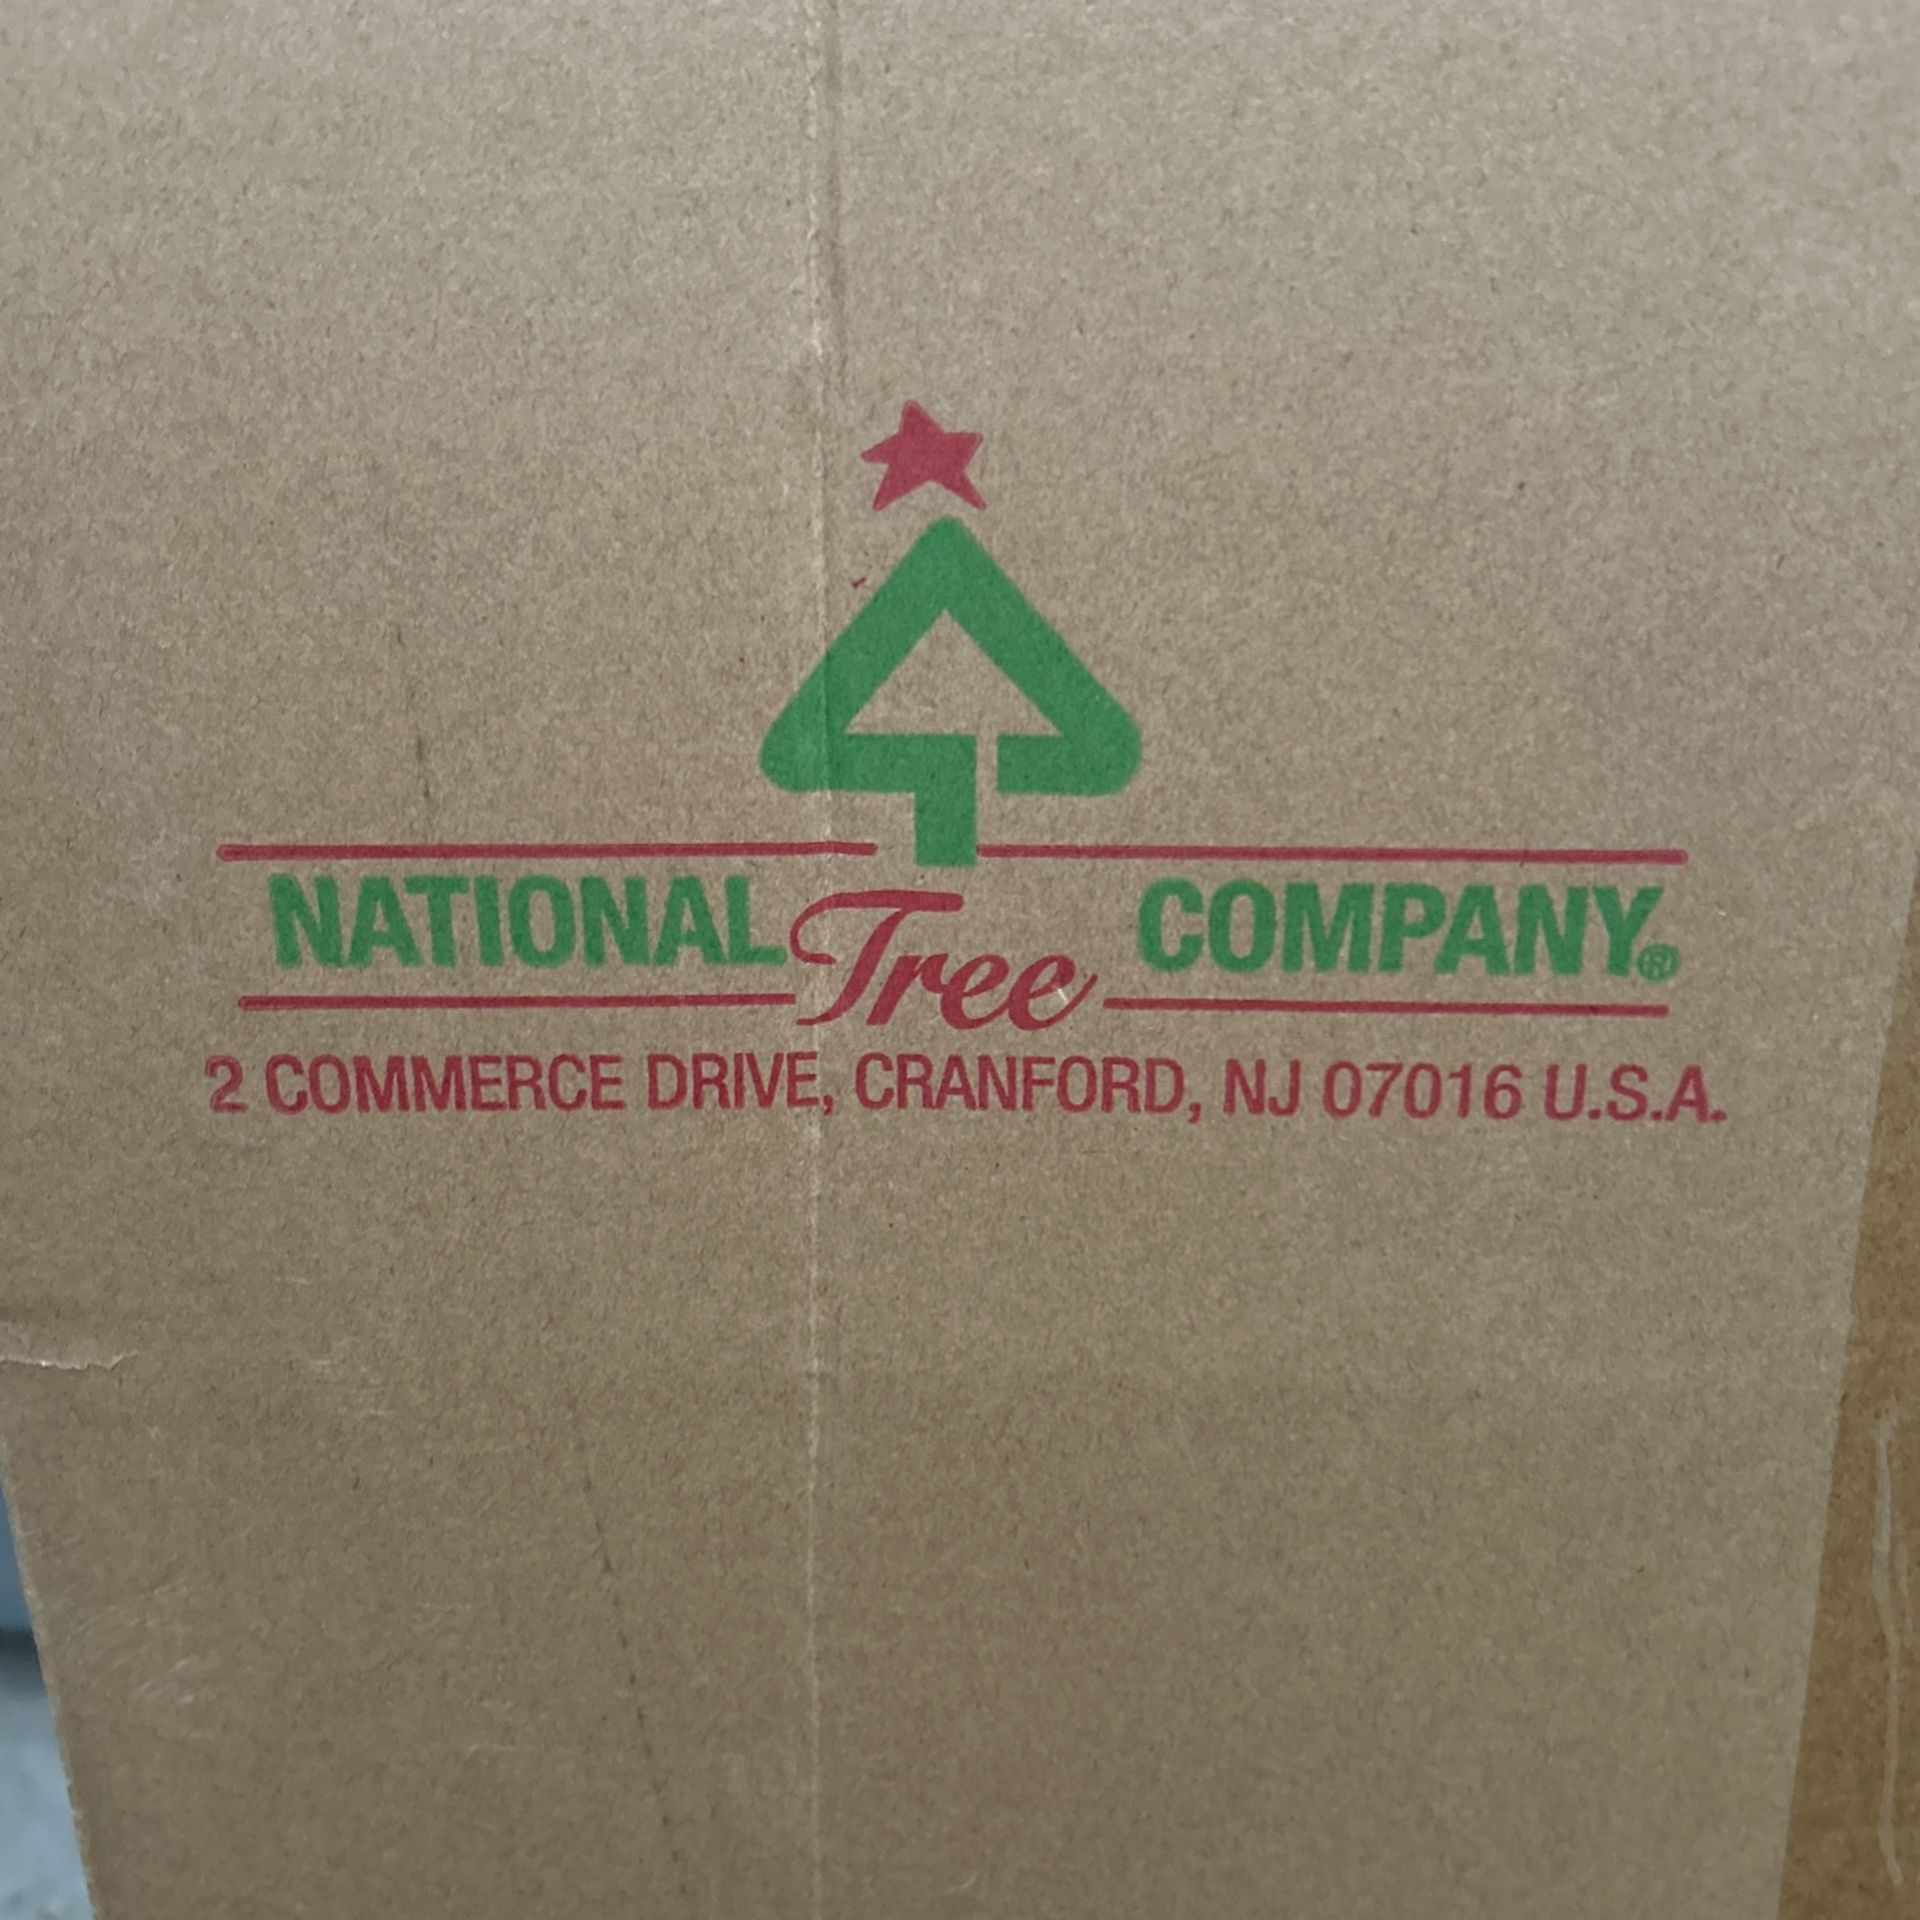 NATIONAL Tree COMPANY®
2 COMMERCE DRIVE, CRANFORD, NJ 07016 U.S.A.